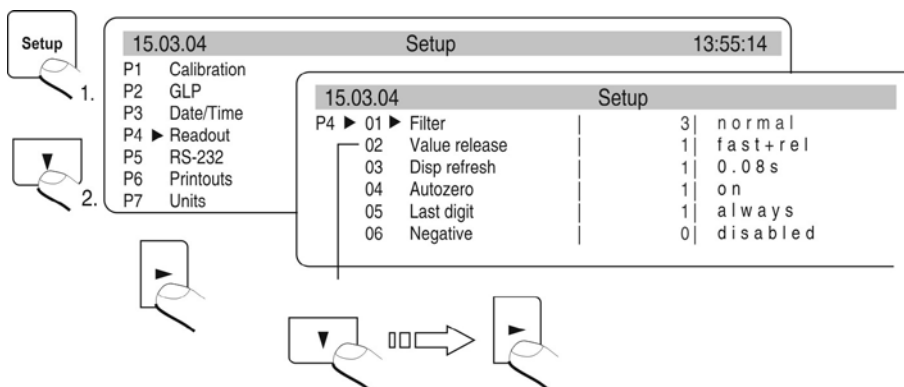 Setup
1.
2.
15.03.04 Setup 13:55:14
P1 Calibration
P2 GLP
P3 Date/Time
P4 ► Readout
P5 RS-232
P6 Printouts
P7 Units
15.03.04 Setup
P4 ► 01 ► Filter | 3| normal
02 Value release | 1| fast+rel
03 Disp refresh | 1| 0.08s
04 Autozero | 1| on
05 Last digit | 1| always
06 Negative | 0| disabled